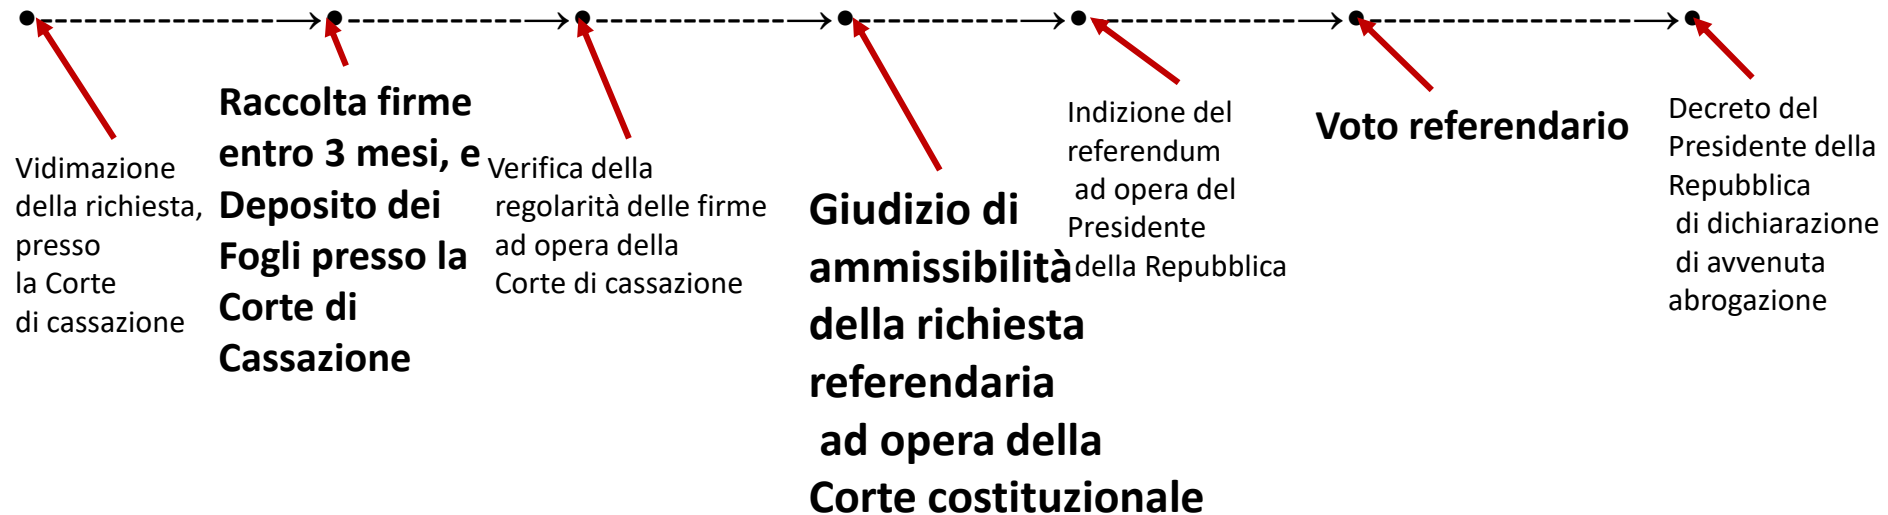 Vidimazione
della richiesta,
presso
la Corte
di cassazione
Raccolta firme
entro 3 mesi, e
Deposito dei
Fogli presso la
Corte di
Cassazione
Verifica della
regolarità delle firme
ad opera della
Corte di cassazione
Giudizio di
ammissibilità
della richiesta
referendaria
ad opera della
Corte costituzionale
Indizione del
referendum
ad opera del
Presidente
della Repubblica
Voto referendario
Decreto del
Presidente della
Repubblica
di dichiarazione
di avvenuta
abrogazione